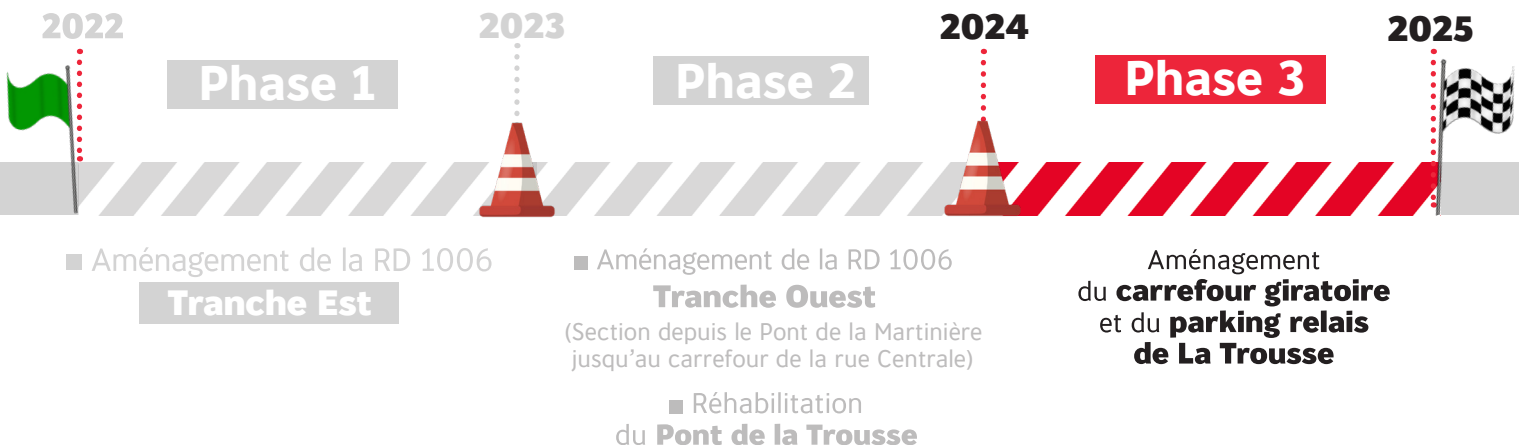 2022
2023
2024
2025
Phase 1
Phase 2
Phase 3
■ Aménagement de la RD 1006
Tranche Est
■ Aménagement de la RD 1006
Tranche Ouest
(Section depuis le Pont de la Martinière
jusqu'au carrefour de la rue Centrale)
■ Réhabilitation
du Pont de la Trousse
Aménagement
du carrefour giratoire
et du parking relais
de La Trousse